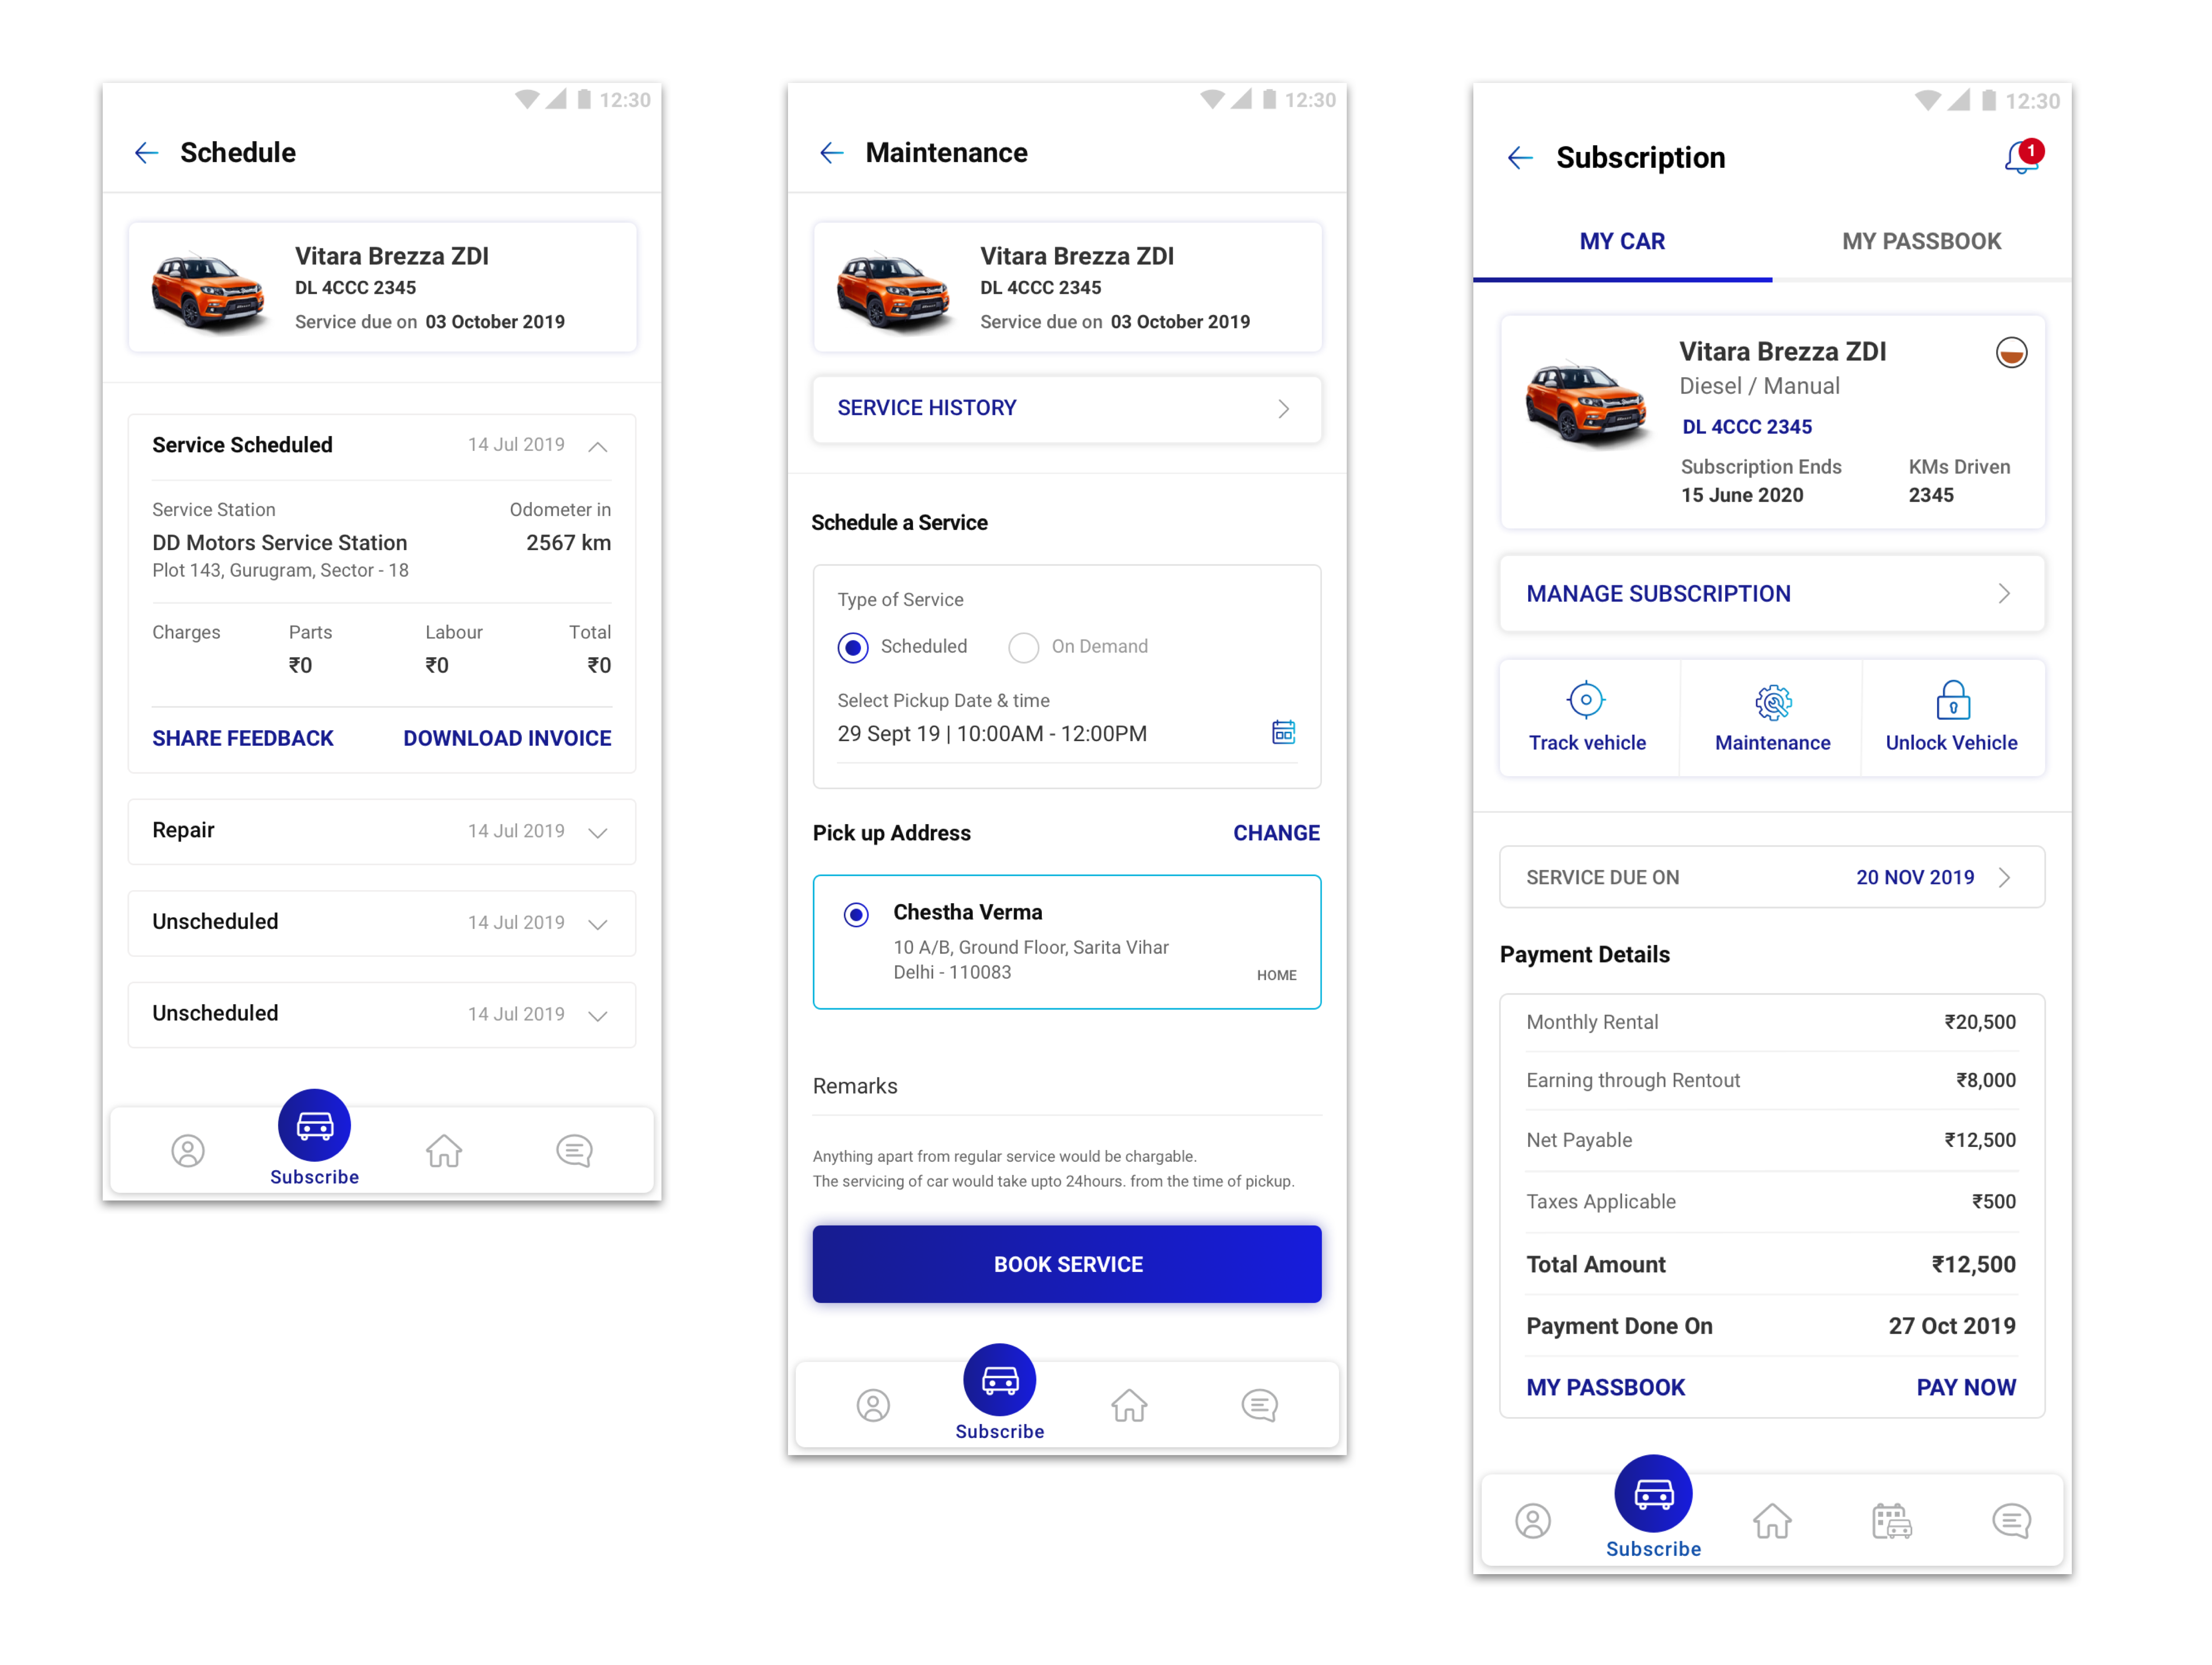 12:30
Schedule
Vitara Brezza ZDI
DL 4CCC 2345
Service due on 03 October 2019
Service Scheduled 14 Jul 2019
Service Station Odometer in
DD Motors Service Station 2567 km
Plot 143, Gurugram, Sector - 18
Charges Parts Labour Total
₹0 ₹0 ₹0
SHARE FEEDBACK DOWNLOAD INVOICE
Repair 14 Jul 2019
Unscheduled 14 Jul 2019
Unscheduled 14 Jul 2019
Subscribe
12:30
Maintenance
Vitara Brezza ZDI
DL 4CCC 2345
Service due on 03 October 2019
SERVICE HISTORY
Schedule a Service
Type of Service
Scheduled On Demand
Select Pickup Date & time
29 Sept 19 | 10:00AM - 12:00PM
Pick up Address CHANGE
Chestha Verma
10 A/B, Ground Floor, Sarita Vihar
Delhi - 110083
HOME
Remarks
Anything apart from regular service would be chargable.
The servicing of car would take upto 24hours. from the time of pickup.
BOOK SERVICE
Subscribe
12:30
Subscription 1
MY CAR MY PASSBOOK
Vitara Brezza ZDI
Diesel / Manual
DL 4CCC 2345
Subscription Ends KMs Driven
15 June 2020 2345
MANAGE SUBSCRIPTION
Track vehicle Maintenance Unlock Vehicle
SERVICE DUE ON 20 NOV 2019
Payment Details
Monthly Rental ₹20,500
Earning through Rentout ₹8,000
Net Payable ₹12,500
Taxes Applicable ₹500
Total Amount ₹12,500
Payment Done On 27 Oct 2019
MY PASSBOOK PAY NOW
Subscribe